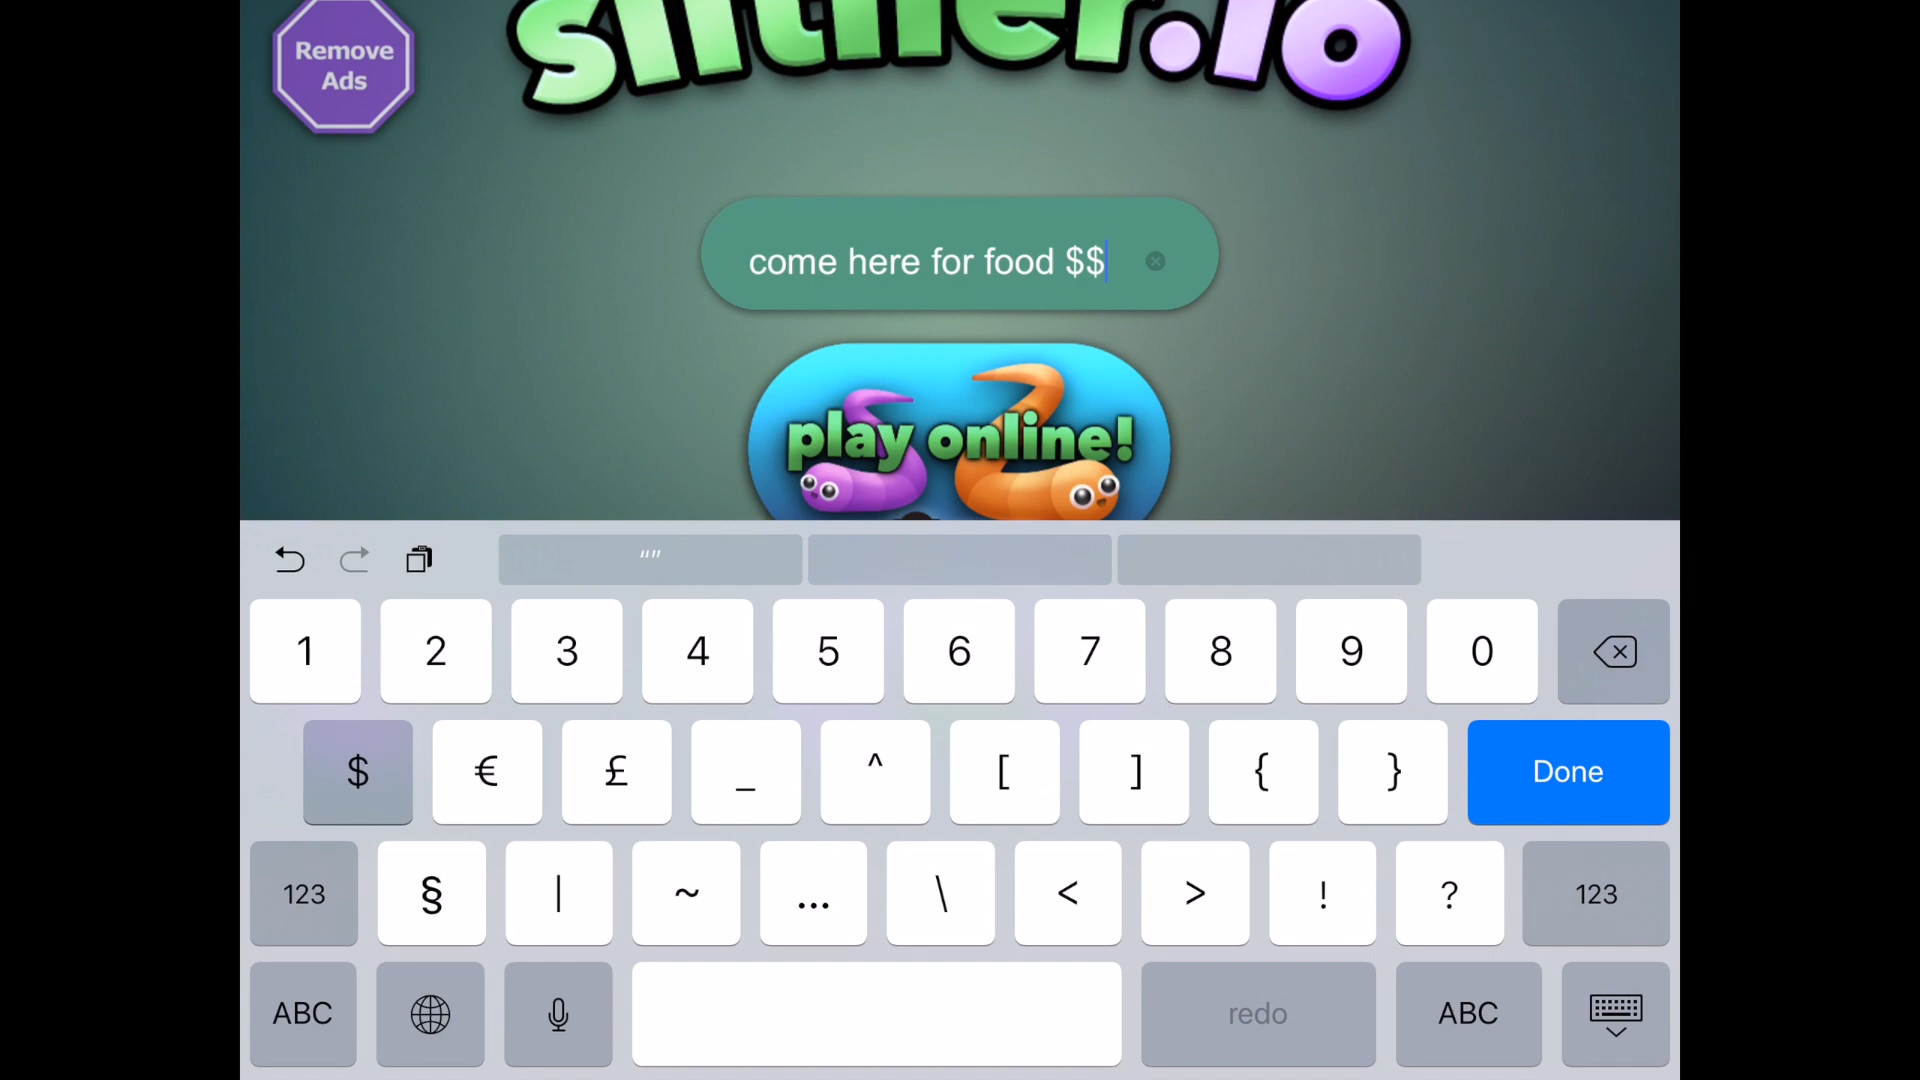 Remove
Ads
slither.io
come here for food $$
play online!
“”
1 2 3 4 5 6 7 8 9 0
$ € £ _ ^ [ ] { } Done
123 § | ~ … \ < > ! ? 123
ABC redo ABC